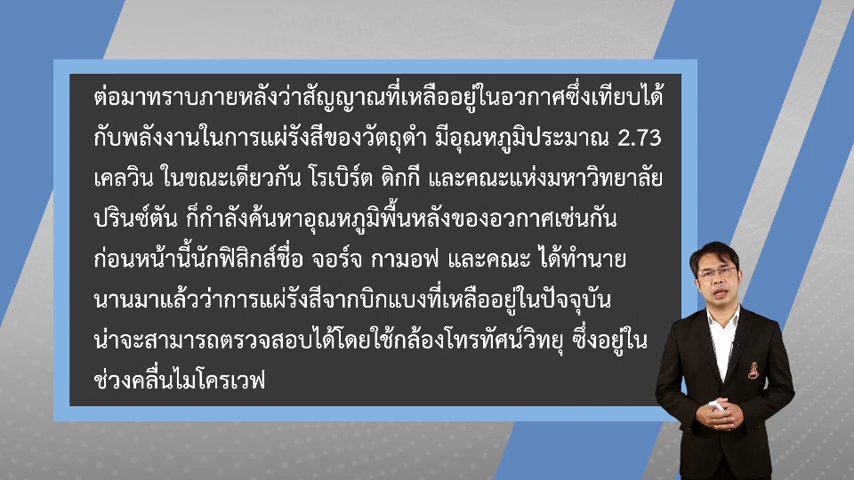 ต่อมาทราบภายหลังว่าสัญญาณที่เหลืออยู่ในอวกาศซึ่งเทียบได้
กับพลังงานในการแผ่รังสีของวัตถุดำ มีอุณหภูมิประมาณ 2.73
เคลวิน ในขณะเดียวกัน โรเบิร์ต ดิกกี และคณะแห่งมหาวิทยาลัย
ปรินซ์ตัน ก็กำลังค้นหาอุณหภูมิพื้นหลังของอวกาศเช่นกัน
ก่อนหน้านี้นักฟิสิกส์ชื่อ จอร์จ กามอฟ และคณะ ได้ทำนาย
นานมาแล้วว่าการแผ่รังสีจากบิกแบงที่เหลืออยู่ในปัจจุบัน
น่าจะสามารถตรวจสอบได้โดยใช้กล้องโทรทัศน์วิทยุ ซึ่งอยู่ใน
ช่วงคลื่นไมโครเวฟ